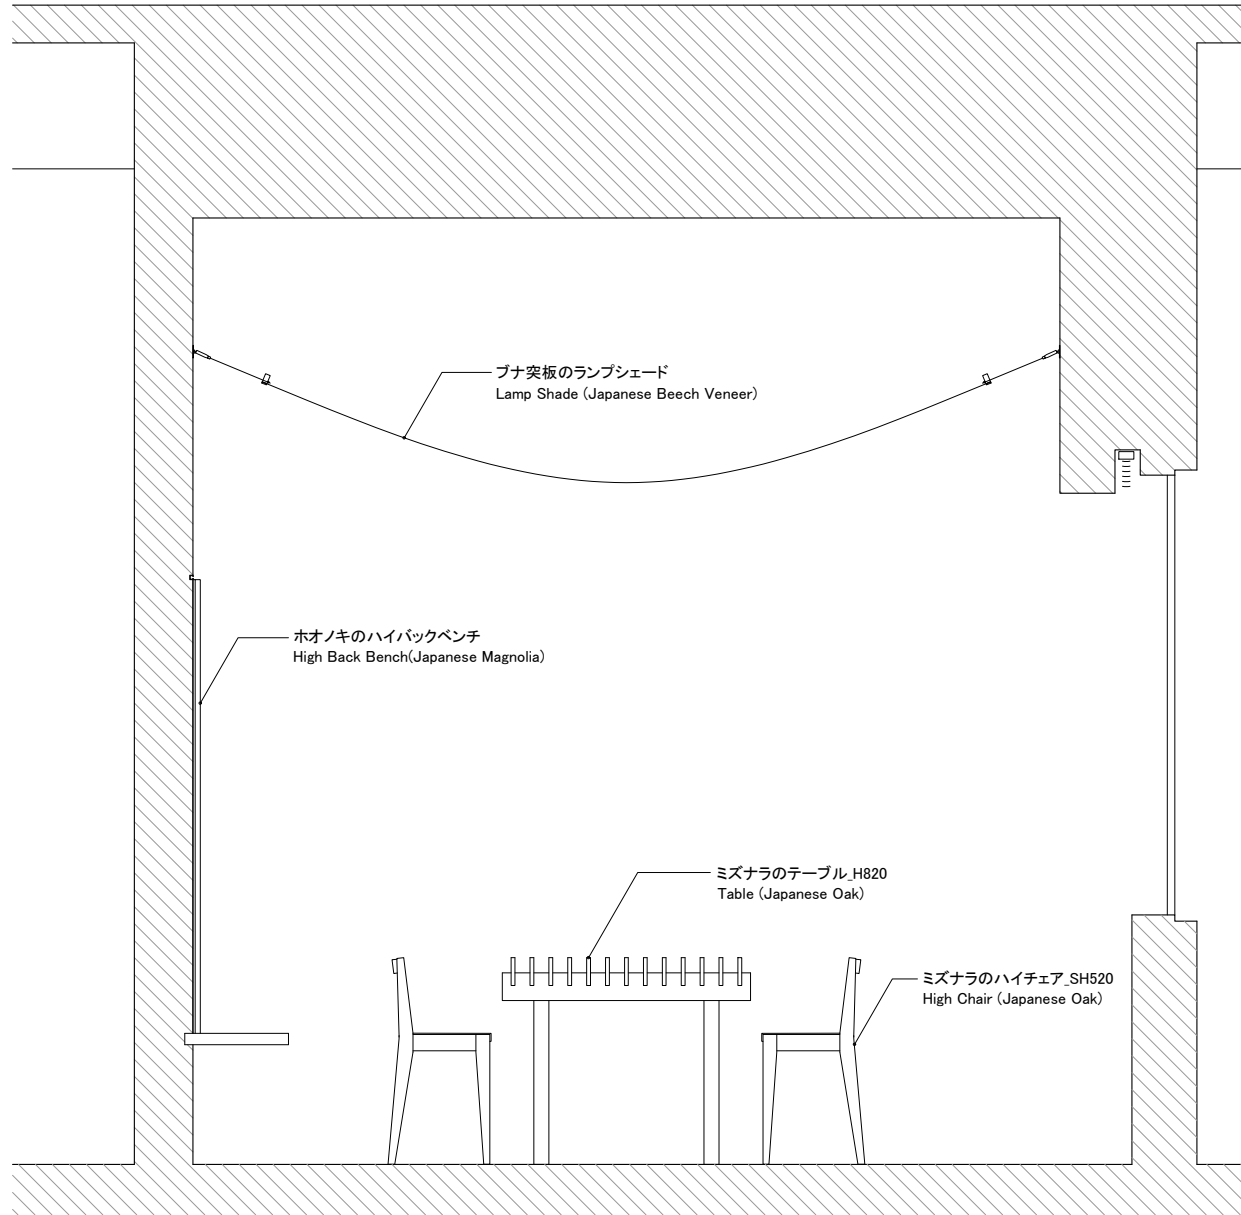 ブナ突板のランプシェード
Lamp Shade (Japanese Beech Veneer)
ホオノキのハイバックベンチ
High Back Bench(Japanese Magnolia)
ミズナラのテーブル_H820
Table (Japanese Oak)
ミズナラのハイチェア_SH520
High Chair (Japanese Oak)